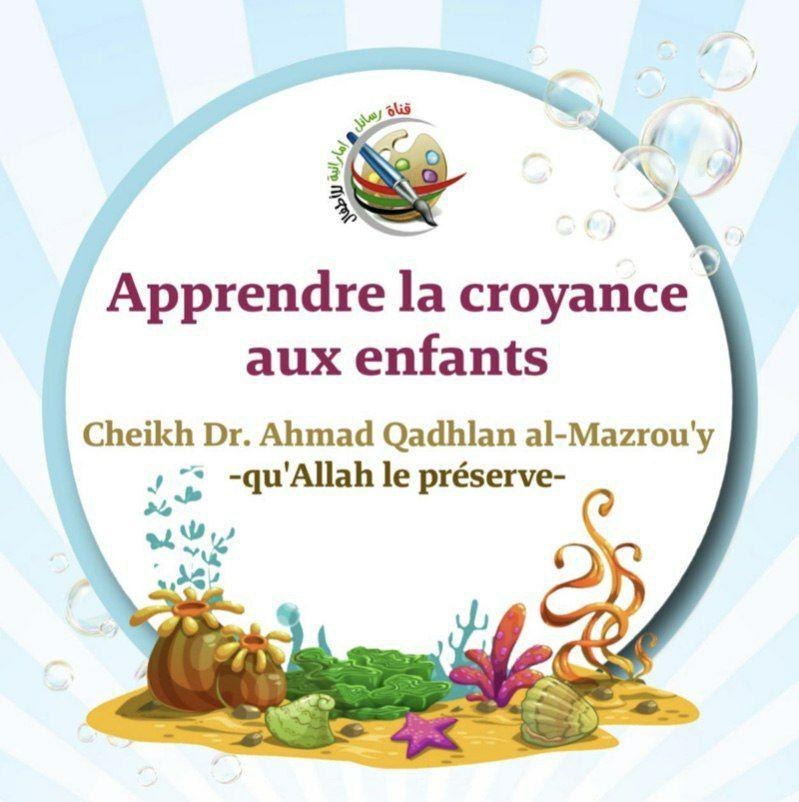 قناة رسائل إماراتية للأطفال
Apprendre la croyance
aux enfants
Cheikh Dr. Ahmad Qadhlan al-Mazrou'y
-qu'Allah le préserve-